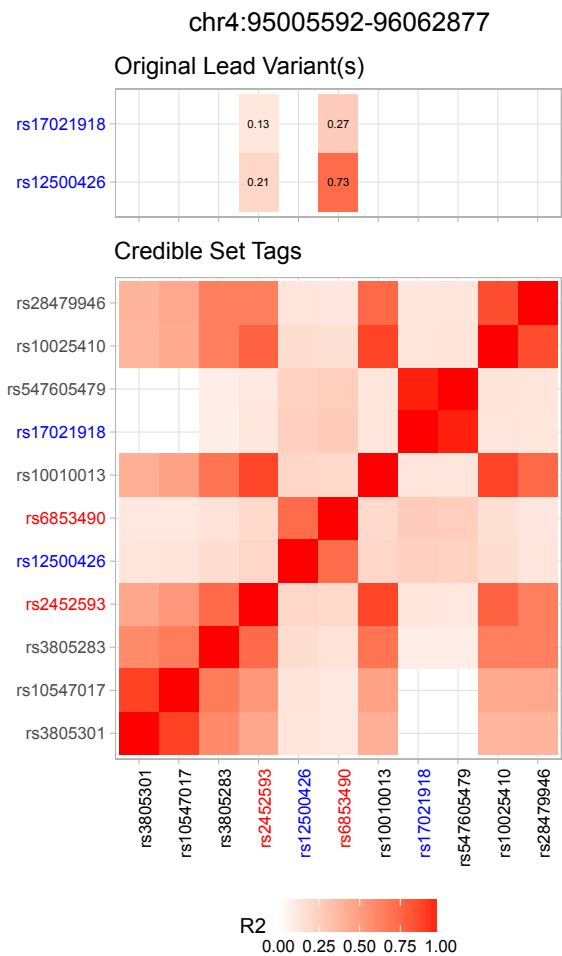 chr4:95005592-96062877
Original Lead Variant(s)
rs17021918
0.13
0.27
rs12500426
0.21
0.73
Credible Set Tags
rs28479946
rs10025410
rs547605479
rs17021918
rs10010013
rs6853490
rs12500426
rs2452593
rs3805283
rs10547017
rs3805301
rs3805301
rs10547017
rs3805283
rs2452593
rs12500426
rs6853490
rs10010013
rs17021918
rs547605479
rs10025410
rs28479946
R2
0.00 0.25 0.50 0.75 1.00